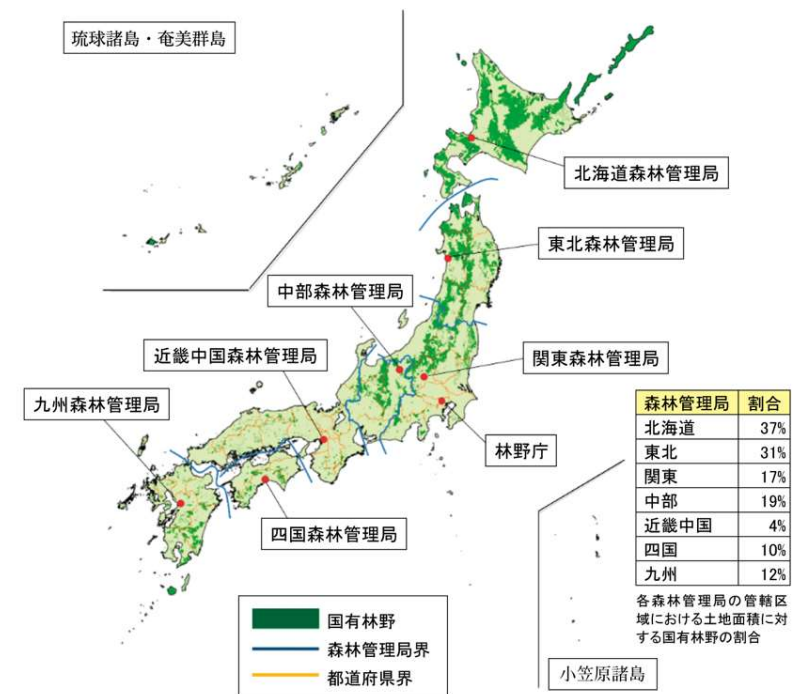 琉球諸島・奄美群島
北海道森林管理局
東北森林管理局
中部森林管理局
近畿中国森林管理局
関東森林管理局
九州森林管理局
林野庁
四国森林管理局
森林管理局 割合
北海道 37%
東北 31%
関東 17%
中部 19%
近畿中国 4%
四国 10%
九州 12%
各森林管理局の管轄区
域における土地面積に対
する国有林野の割合
国有林野
森林管理局界
都道府県界
小笠原諸島